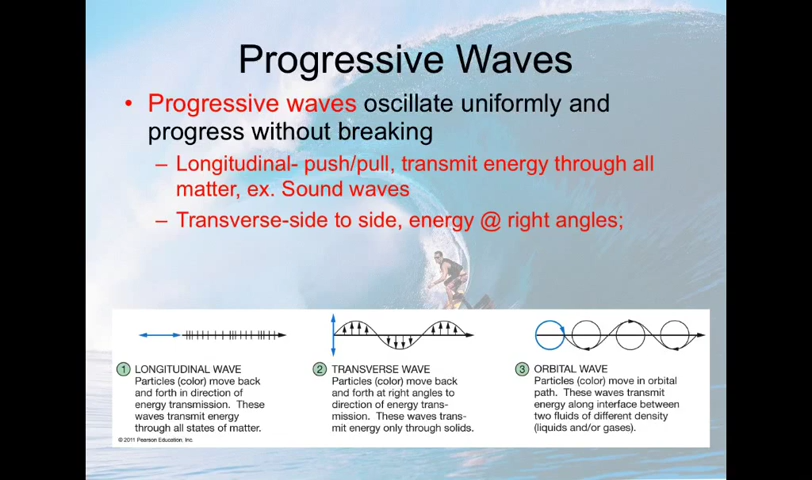 Progressive Waves
• Progressive waves oscillate uniformly and
progress without breaking
– Longitudinal- push/pull, transmit energy through all
matter, ex. Sound waves
– Transverse-side to side, energy @ right angles;
1 LONGITUDINAL WAVE
Particles (color) move back
and forth in direction of
energy transmission. These
waves transmit energy
through all states of matter.
© 2011 Pearson Education, Inc.
2 TRANSVERSE WAVE
Particles (color) move back
and forth at right angles to
direction of energy trans-
mission. These waves trans-
mit energy only through solids.
3 ORBITAL WAVE
Particles (color) move in orbital
path. These waves transmit
energy along interface between
two fluids of different density
(liquids and/or gases).